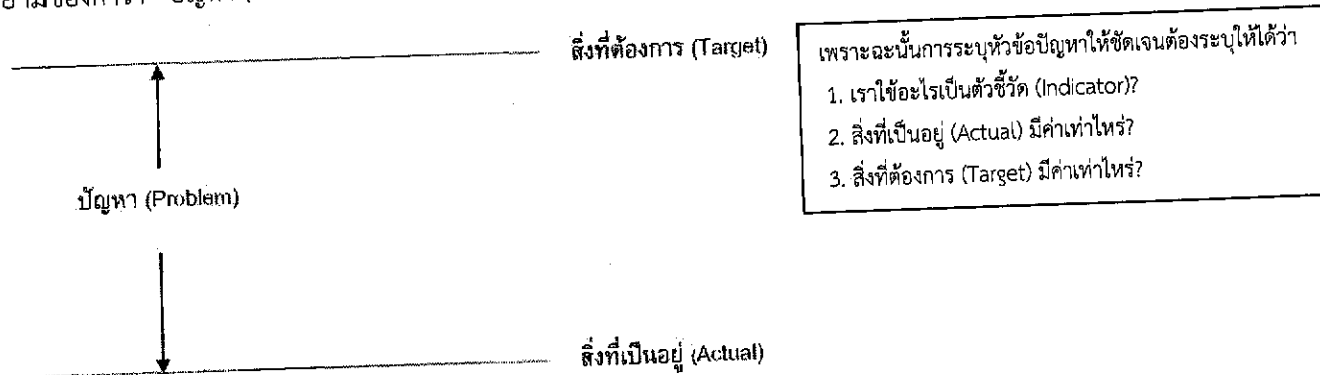 สิ่งที่ต้องการ (Target)
เพราะฉะนั้นการระบุหัวข้อปัญหาให้ชัดเจนต้องระบุให้ได้ว่า
1. เราใช้อะไรเป็นตัวชี้วัด (Indicator)?
2. สิ่งที่เป็นอยู่ (Actual) มีค่าเท่าไหร่?
3. สิ่งที่ต้องการ (Target) มีค่าเท่าไหร่?
ปัญหา (Problem)
สิ่งที่เป็นอยู่ (Actual)